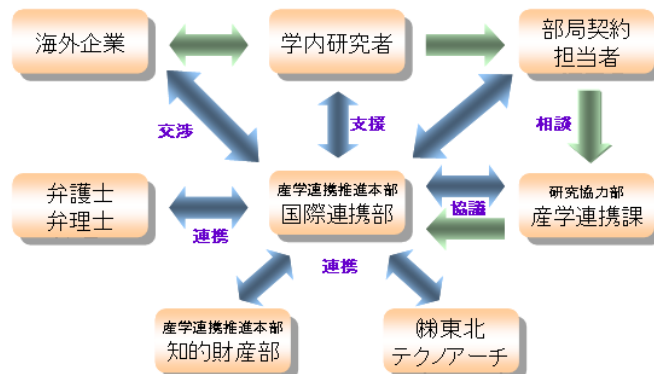 海外企業
学内研究者
部局契約
担当者
交渉
支援
相談
弁護士
弁理士
連携
産学連携推進本部
国際連携部
協議
研究協力部
産学連携課
連携
産学連携推進本部
知的財産部
㈱東北
テクノアーチ